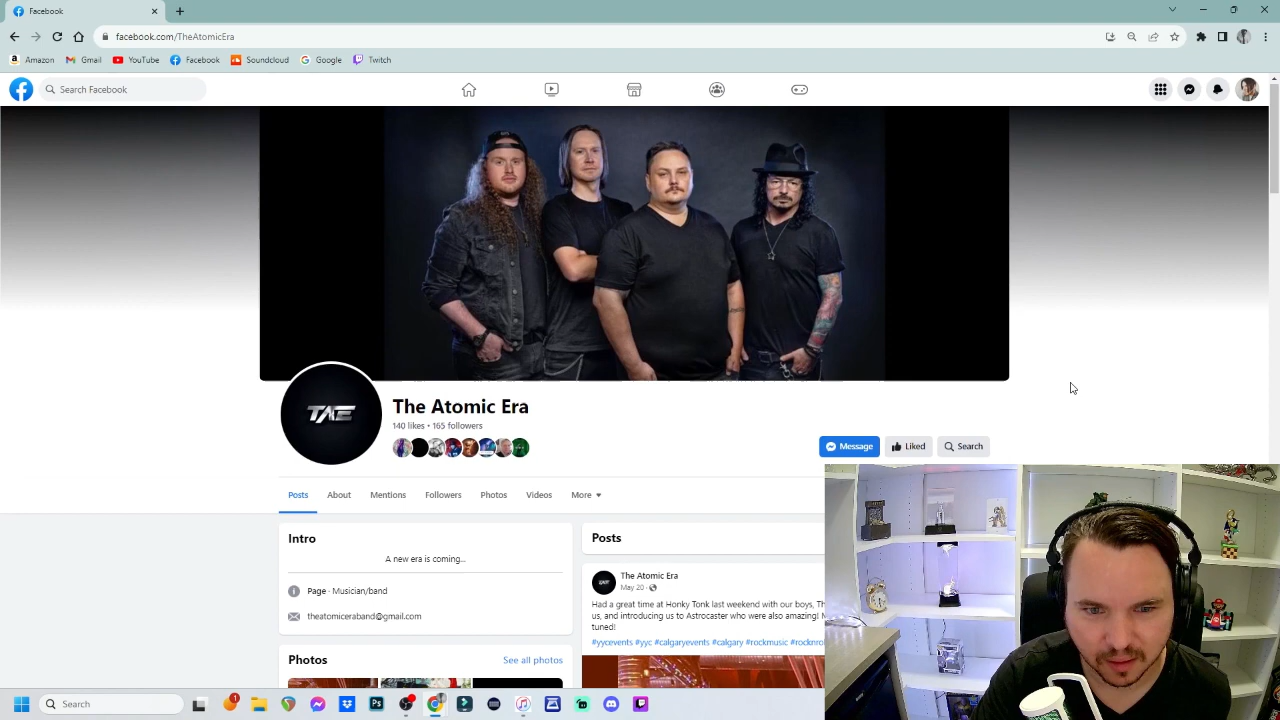 Facebook
facebook.com/TheAtomicEra
Amazon Gmail YouTube Facebook Soundcloud Google Twitch
Search Facebook
TAE
The Atomic Era
140 likes • 165 followers
Message Liked Search
Posts About Mentions Followers Photos Videos More
Intro
A new era is coming...
Page · Musician/band
theatomiceraband@gmail.com
Photos See all photos
Posts
The Atomic Era
May 20
Had a great time at Honky Tonk last weekend with our boys, Th
us, and introducing us to Astrocaster who were also amazing!
tuned!
#yycevents #yyc #calgaryevents #calgary #rockmusic #rocknro
Search
1
Ps